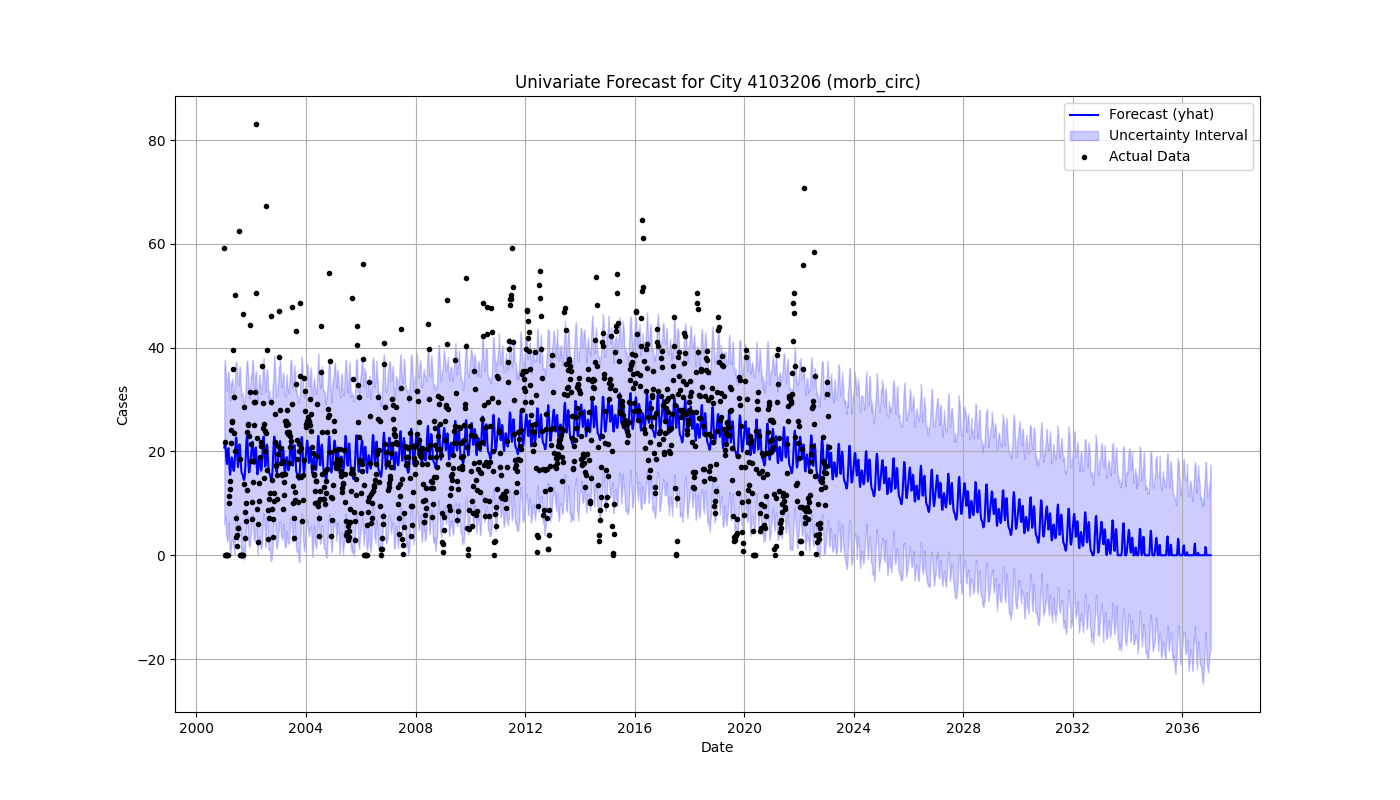 Univariate Forecast for City 4103206 (morb_circ)
Forecast (yhat)
Uncertainty Interval
Actual Data
80
60
40
20
0
−20
Cases
2000 2004 2008 2012 2016 2020 2024 2028 2032 2036
Date